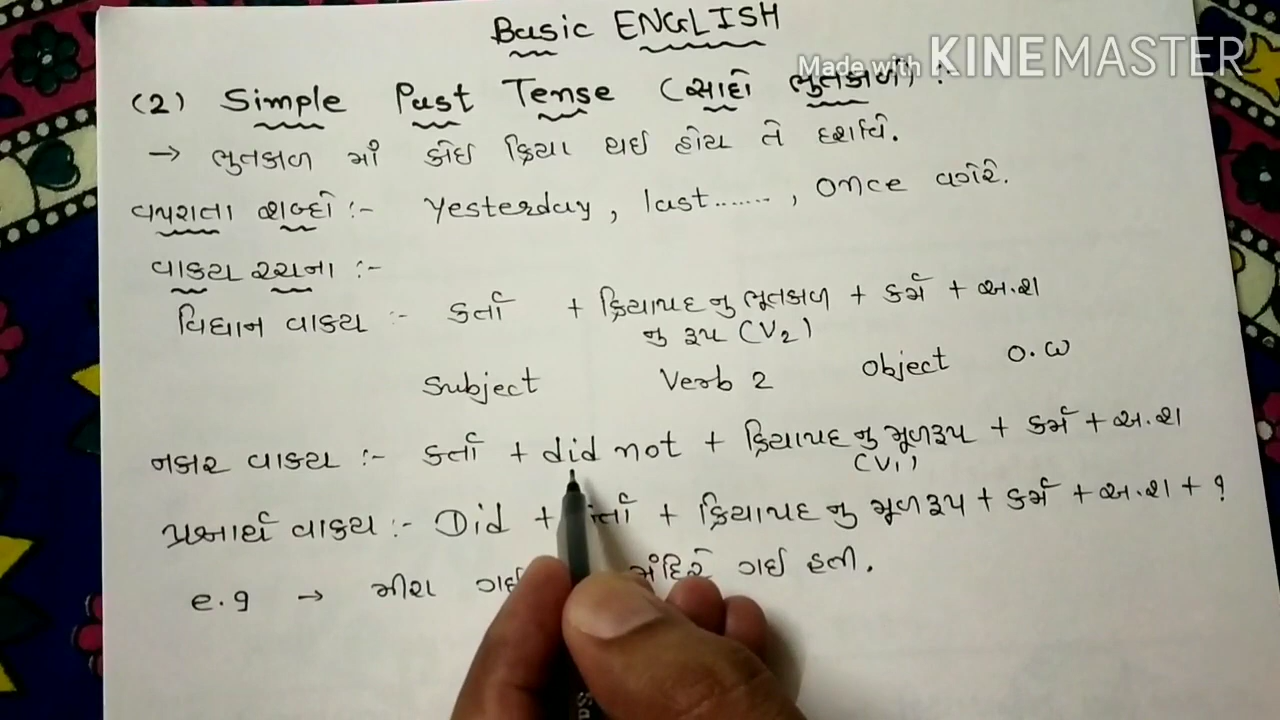 Basic ENGLISH
Made with KINEMASTER
(2) Simple Past Tense (સાદો ભુતકાળ) :
→ ભુતકાળ માં કોઈ ક્રિયા થઈ હોય તે દર્શાવે.
વપરાતા શબ્દો :- Yesterday, last......., once વગેરે.
વાક્ય રચના :-
વિધાન વાક્ય :- કર્તા + ક્રિયાપદ નુ ભૂતકાળ + કર્મ + અ.શ
નુ રૂપ (V2)
Subject Verb 2 Object O.W
નકાર વાક્ય :- કર્તા + did not + ક્રિયાપદ નુ મૂળરૂપ + કર્મ + અ.શ
(V1)
પ્રશ્નાર્થ વાક્ય :- Did + + ક્રિયાપદ નુ મૂળરૂપ + કર્મ + અ.શ + ?
e.g → મીરા મંદિરે ગઈ હતી.